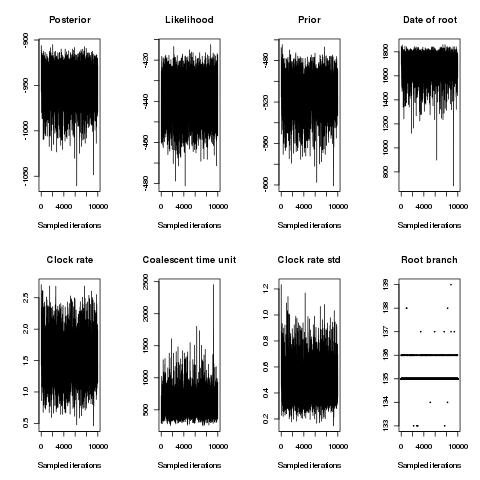 Posterior Likelihood Prior Date of root
-900 -950 -1000 -1050
-420 -440 -460 -480
-480 -520 -560 -600
1800 1600 1400 1200 1000 800
0 4000 10000 0 4000 10000 0 4000 10000 0 4000 10000
Sampled iterations Sampled iterations Sampled iterations Sampled iterations
Clock rate Coalescent time unit Clock rate std Root branch
2.5 2.0 1.5 1.0 0.5
2500 2000 1500 1000 500
1.2 1.0 0.8 0.6 0.4 0.2
139 138 137 136 135 134 133
0 4000 10000 0 4000 10000 0 4000 10000 0 4000 10000
Sampled iterations Sampled iterations Sampled iterations Sampled iterations